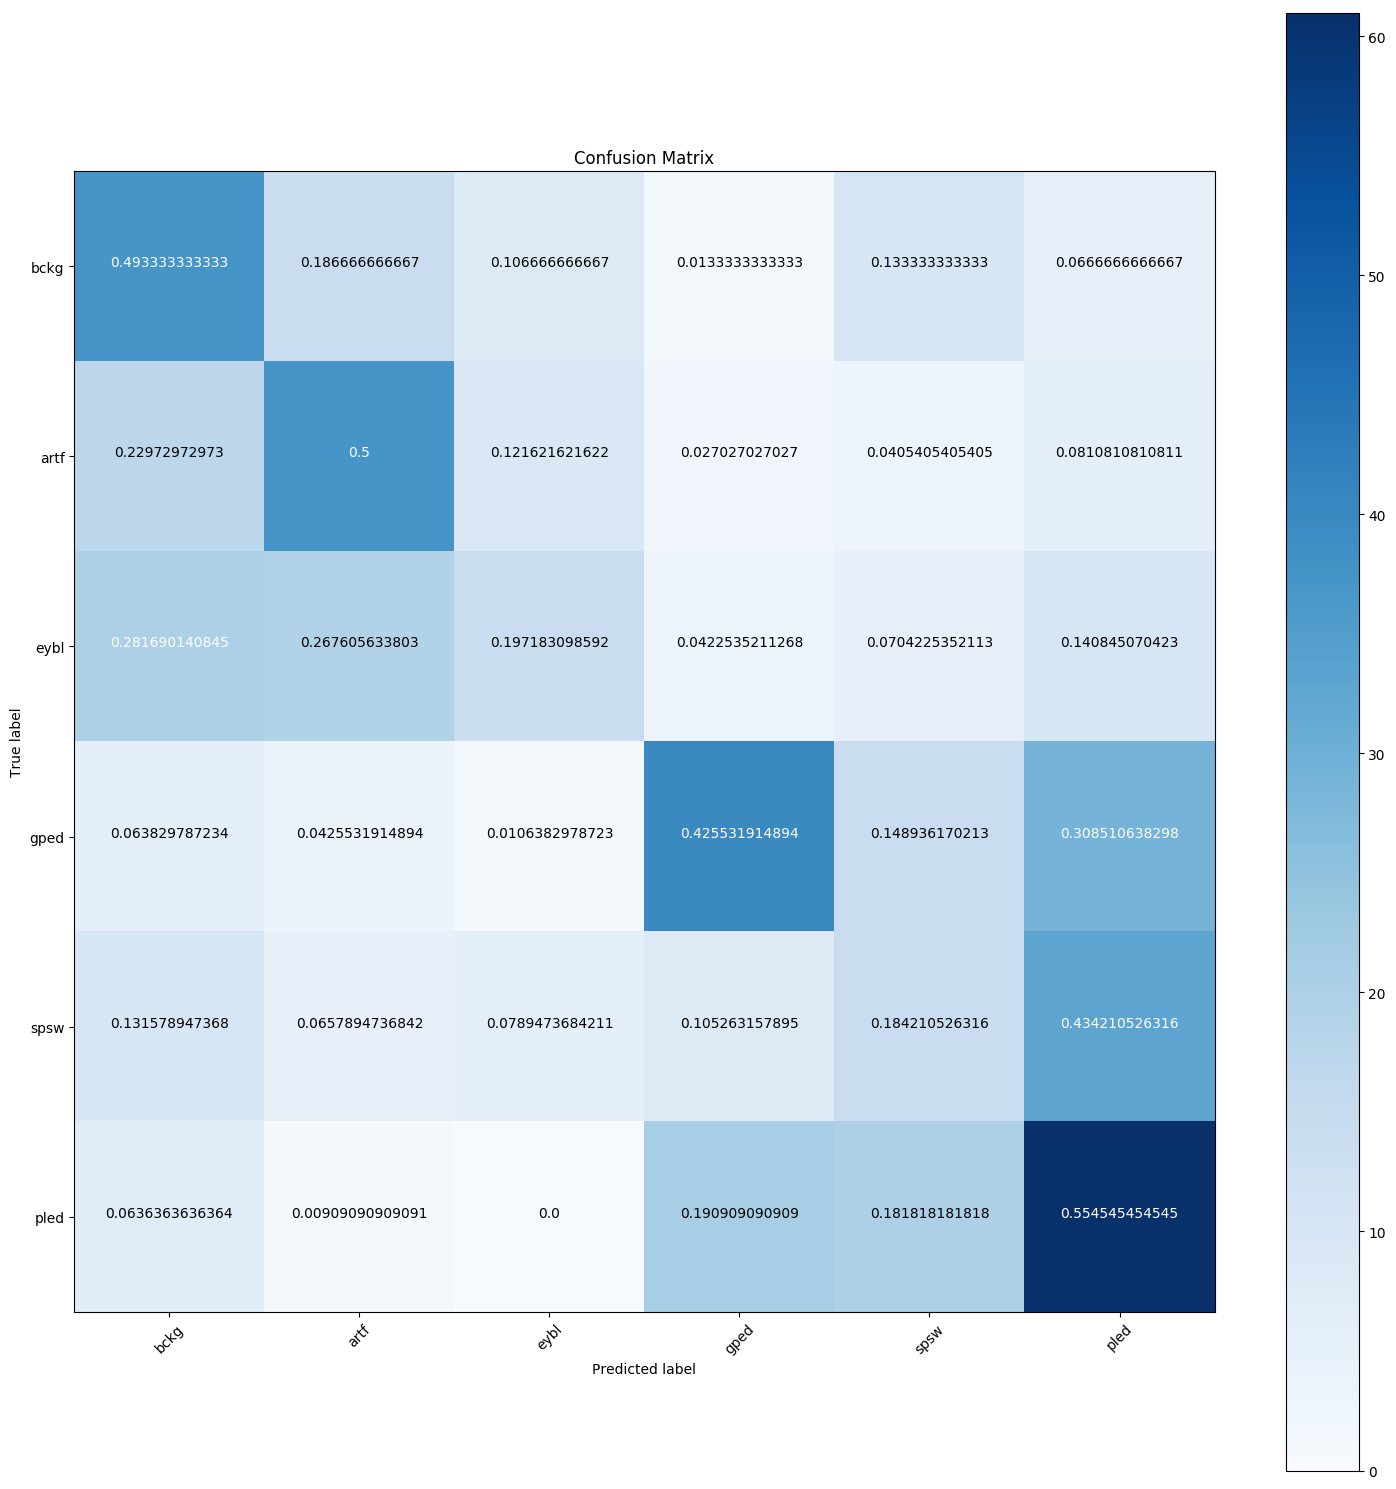 Confusion Matrix
bckg 0.493333333333 0.186666666667 0.106666666667 0.0133333333333 0.133333333333 0.0666666666667
artf 0.22972972973 0.5 0.121621621622 0.027027027027 0.0405405405405 0.0810810810811
eybl 0.281690140845 0.267605633803 0.197183098592 0.0422535211268 0.0704225352113 0.140845070423
gped 0.063829787234 0.0425531914894 0.0106382978723 0.425531914894 0.148936170213 0.308510638298
spsw 0.131578947368 0.0657894736842 0.0789473684211 0.105263157895 0.184210526316 0.434210526316
pled 0.0636363636364 0.00909090909091 0.0 0.190909090909 0.181818181818 0.554545454545
bckg artf eybl gped spsw pled
Predicted label
True label
60
50
40
30
20
10
0